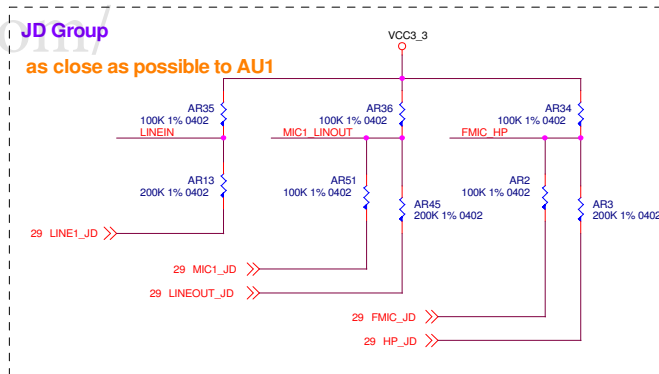 om/
JD Group
as close as possible to AU1
VCC3_3
AR35
100K 1% 0402
AR36
100K 1% 0402
AR34
100K 1% 0402
LINEIN
MIC1_LINOUT
FMIC_HP
AR13
200K 1% 0402
AR51
100K 1% 0402
AR45
200K 1% 0402
AR2
100K 1% 0402
AR3
200K 1% 0402
29 LINE1_JD
29 MIC1_JD
29 LINEOUT_JD
29 FMIC_JD
29 HP_JD